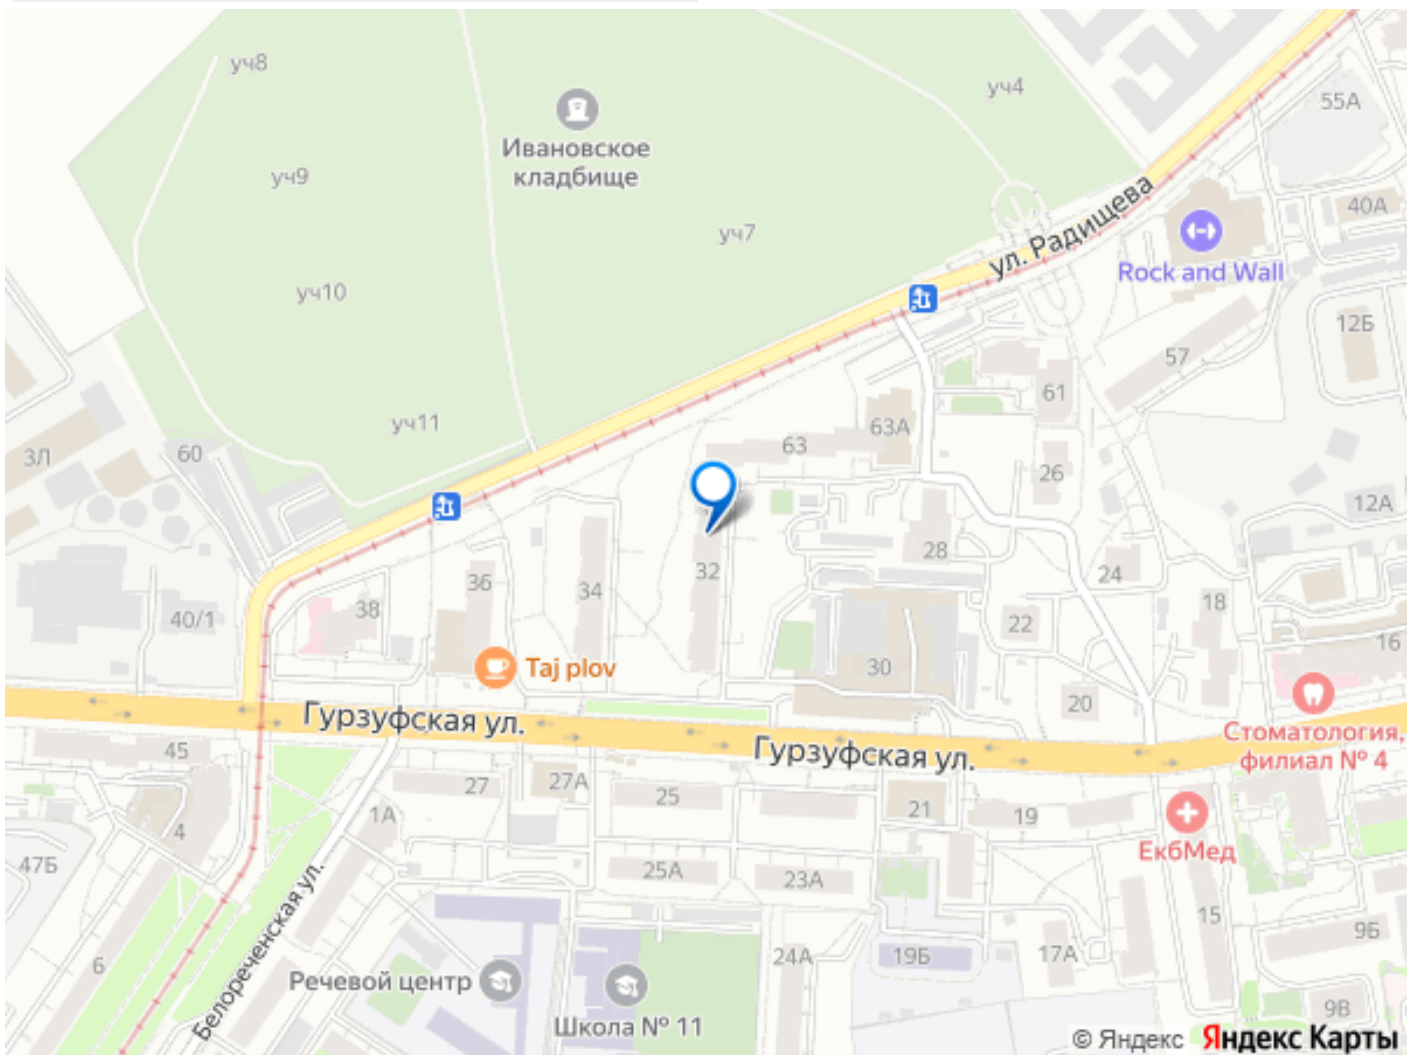 уч8
уч4
55А
Ивановское
кладбище
уч9
40А
уч7
ул. Радищева
Rock and Wall
уч10
12Б
57
61
уч11
63А
63
60
3Л
26
12А
28
32
36
34
24
38
40/1
18
22
16
Taj plov
30
20
Гурзуфская ул.
Гурзуфская ул.
Стоматология,
филиал № 4
45
27
27А
25
21
19
1А
4
ЕкбМед
47Б
25А
23А
15
9Б
Белореченская ул.
24А
19Б
17А
6
Речевой центр
9В
Школа № 11
© Яндекс Яндекс Карты